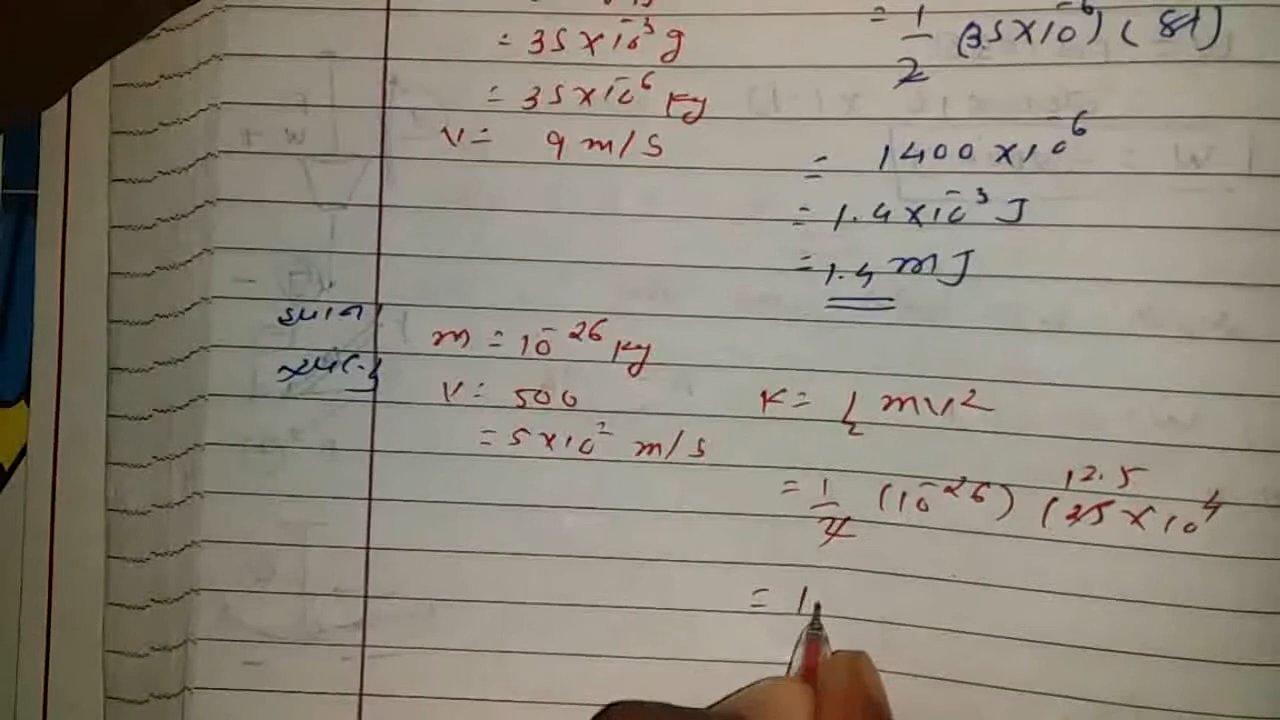 = 35 × 10⁻³ g
= 35 × 10⁻⁶ Kg
V = 9 m/s
= 1/2 (35 × 10⁻⁶) (81)
= 1400 × 10⁻⁶
= 1.4 × 10⁻³ J
= 1.4 mJ
m = 10⁻²⁶ Kg
V = 500
= 5 × 10² m/s
K = 1/2 mv²
12.5
= 1/2 (10⁻²⁶) (25 × 10⁴
= 1